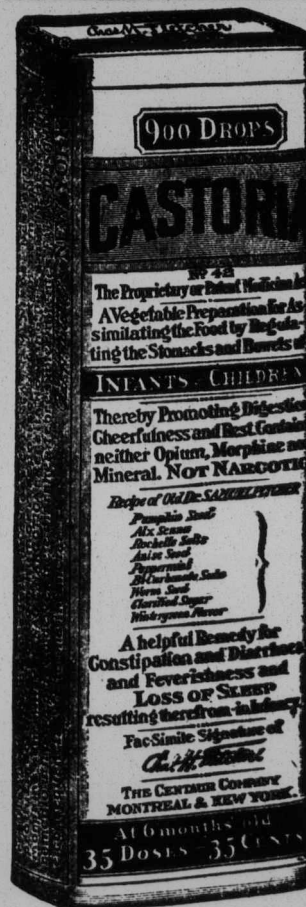 Chas. H. Fletcher
900 DROPS
CASTORIA
No 42
The Proprietary or Patent Medicine
A Vegetable Preparation for As-
similating the Food by Regula-
ting the Stomachs and Bowels of
INFANTS CHILDREN
Thereby Promoting Digestion
Cheerfulness and Rest. Contains
neither Opium, Morphine nor
Mineral. NOT NARCOTIC
Recipe of Old Dr. SAMUEL PITCHER
Pumpkin Seed
Alx. Senna
Rochelle Salts
Anise Seed
Peppermint
Bi Carbonate Soda
Worm Seed
Clarified Sugar
Wintergreen Flavor
A helpful Remedy for
Constipation and Diarrhoea
and Feverishness and
LOSS OF SLEEP
resulting therefrom in Infancy
Fac-Simile Signature of
Chas. H. Fletcher
THE CENTAUR COMPANY
MONTREAL & NEW YORK
At 6 months old
35 DOSES - 35 CENTS